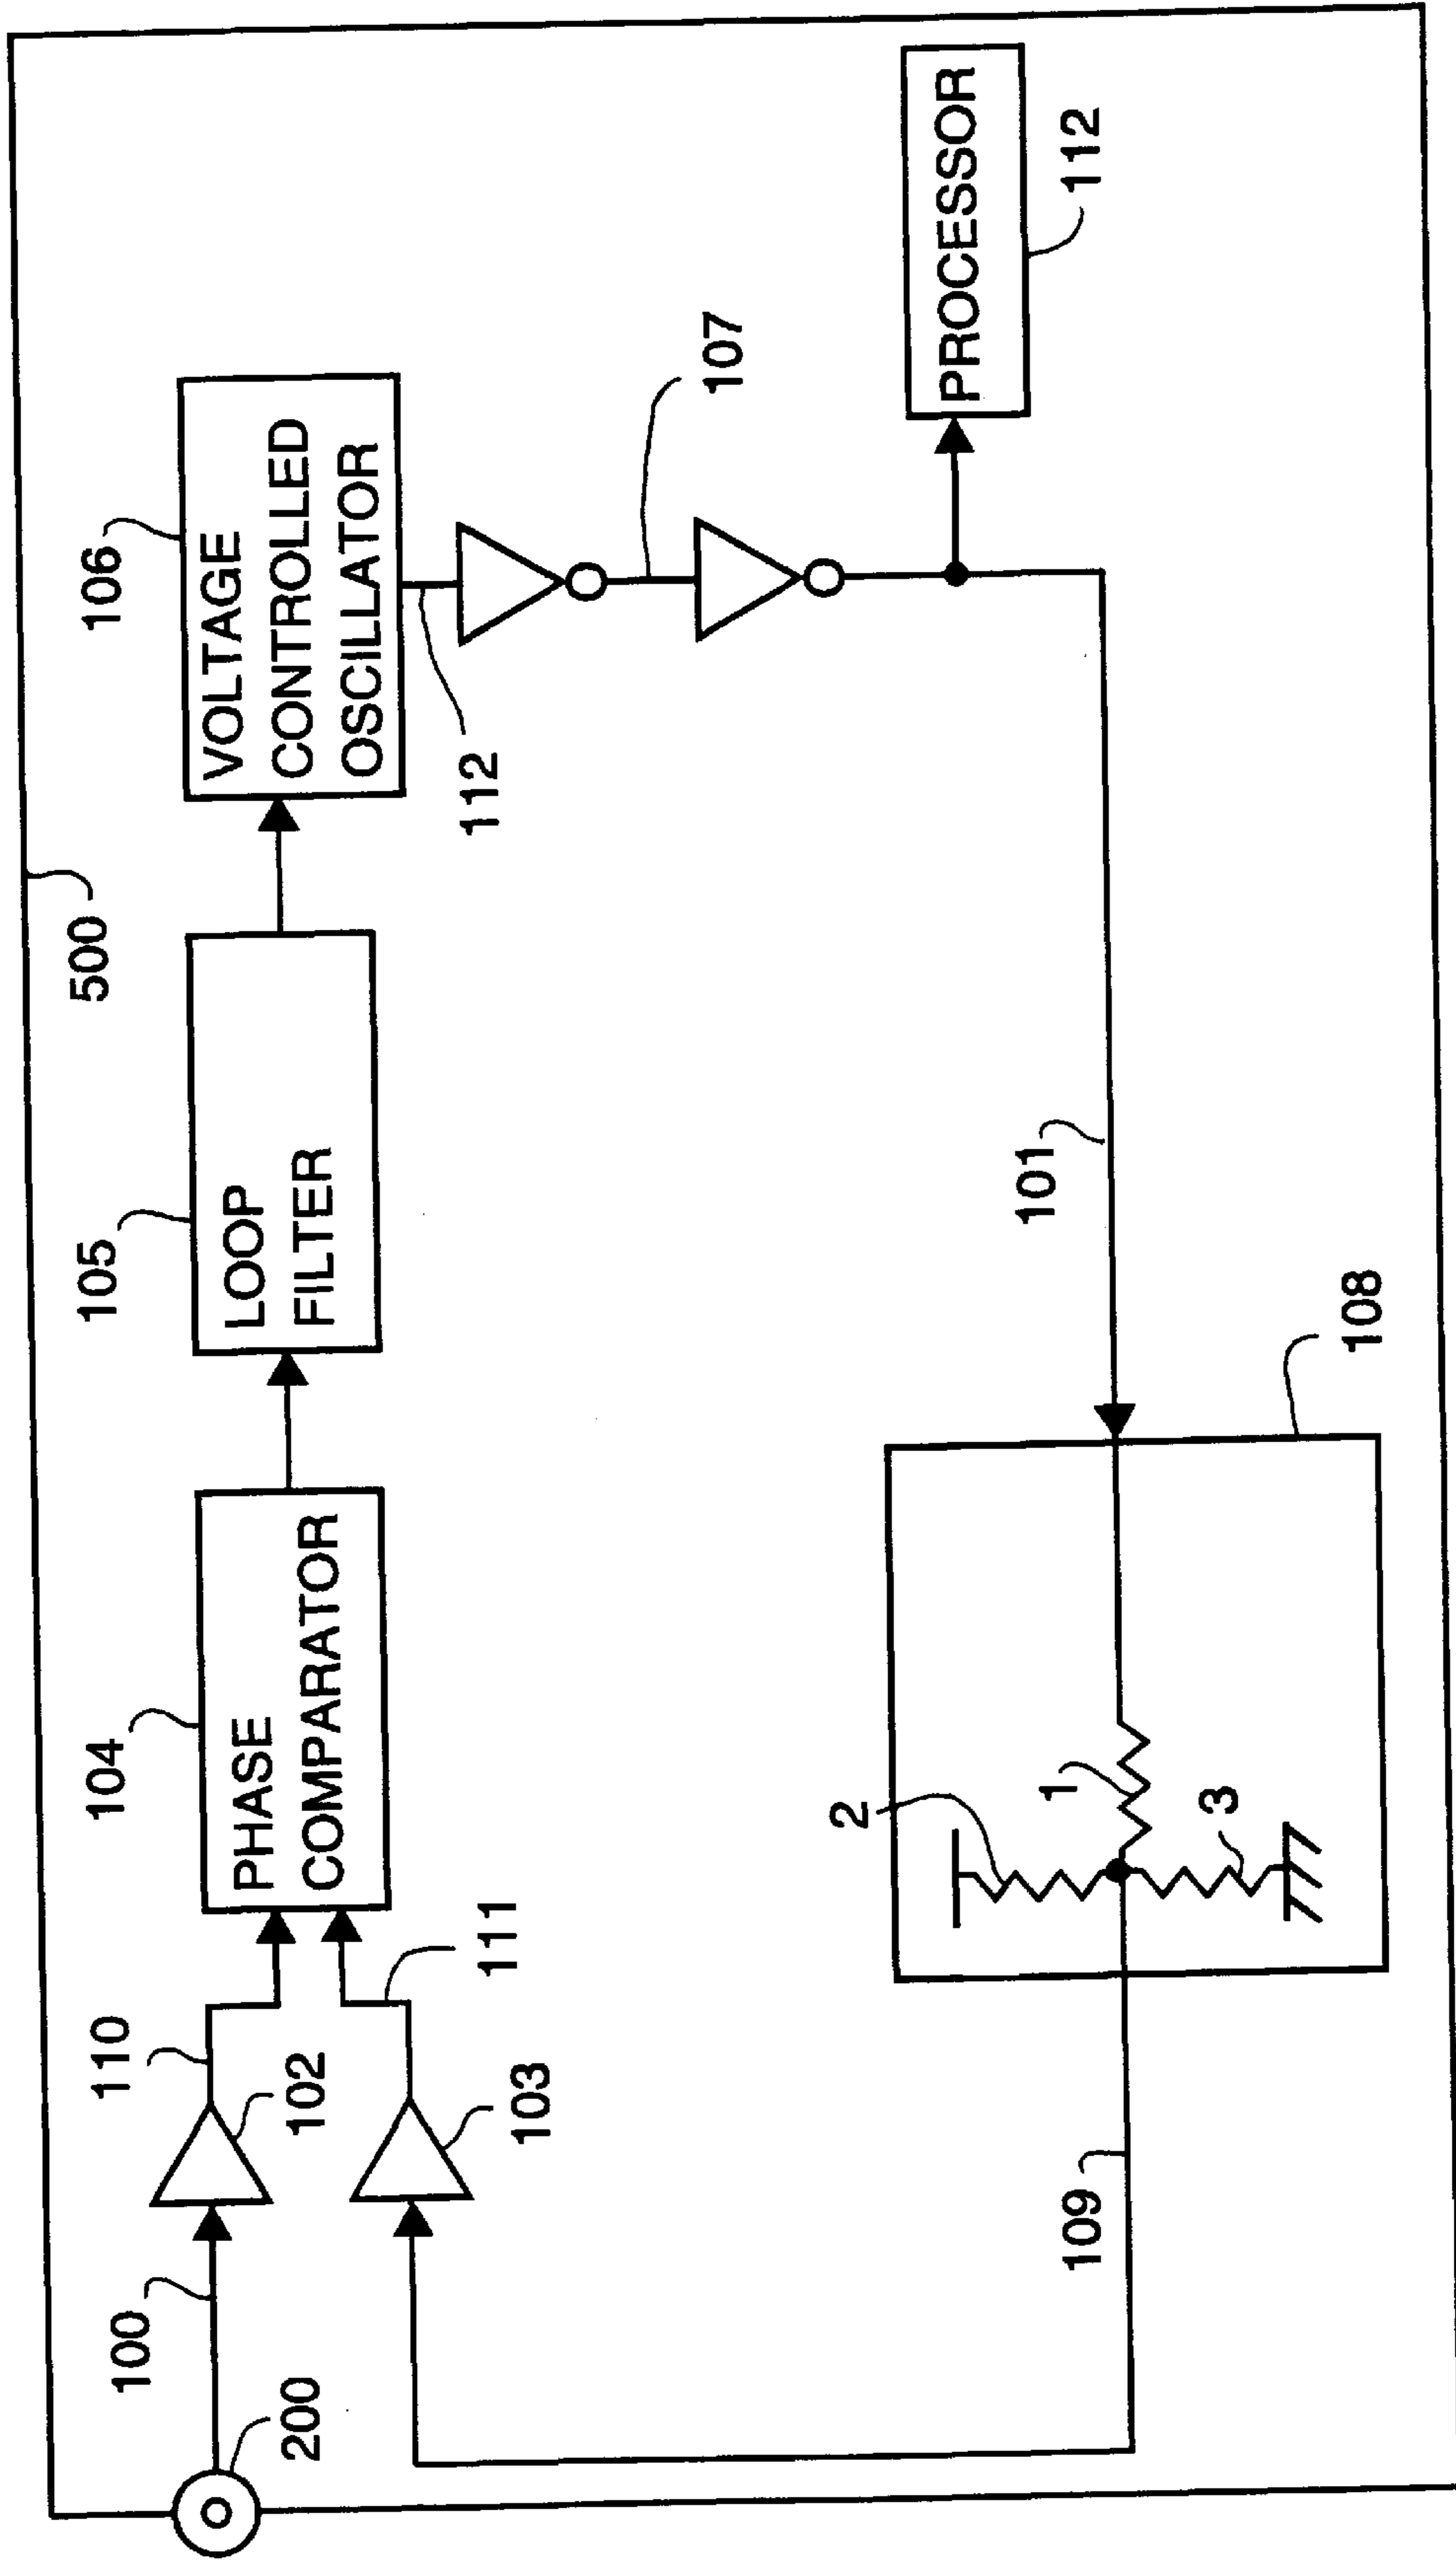 500
106
VOLTAGE
CONTROLLED
OSCILLATOR
105
LOOP
FILTER
104
PHASE
COMPARATOR
110
102
100
200
111
103
112
107
PROCESSOR
112
101
108
2
1
3
109